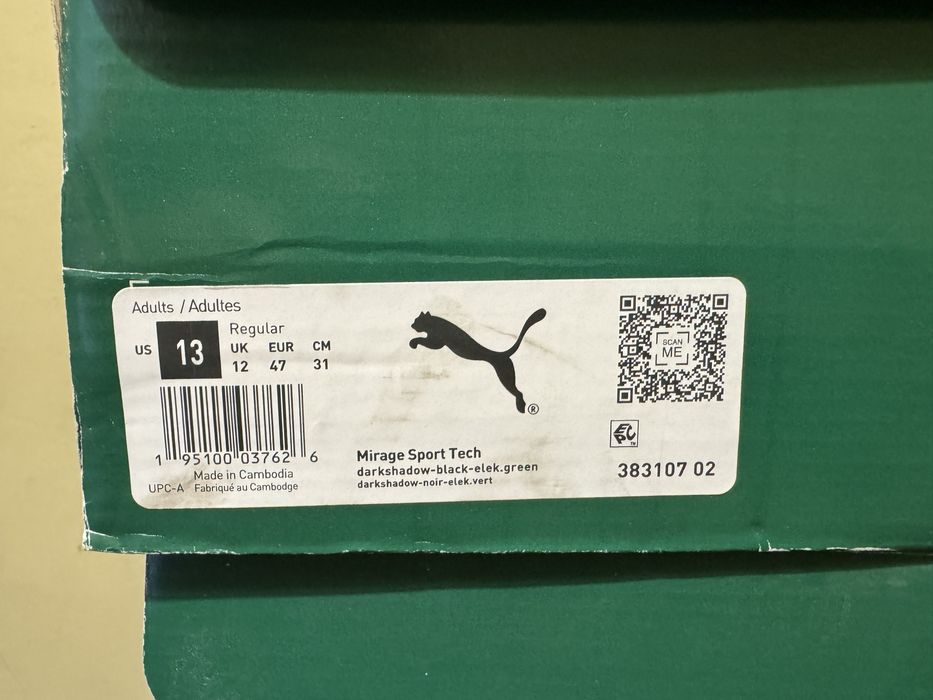 Adults / Adultes
Regular
US 13 UK EUR CM
12 47 31
1 95100 03762 6
Made in Cambodia
UPC-A Fabriqué au Cambodge
®
Mirage Sport Tech
darkshadow-black-elek.green
darkshadow-noir-elek.vert
SCAN
ME
EPC™
383107 02